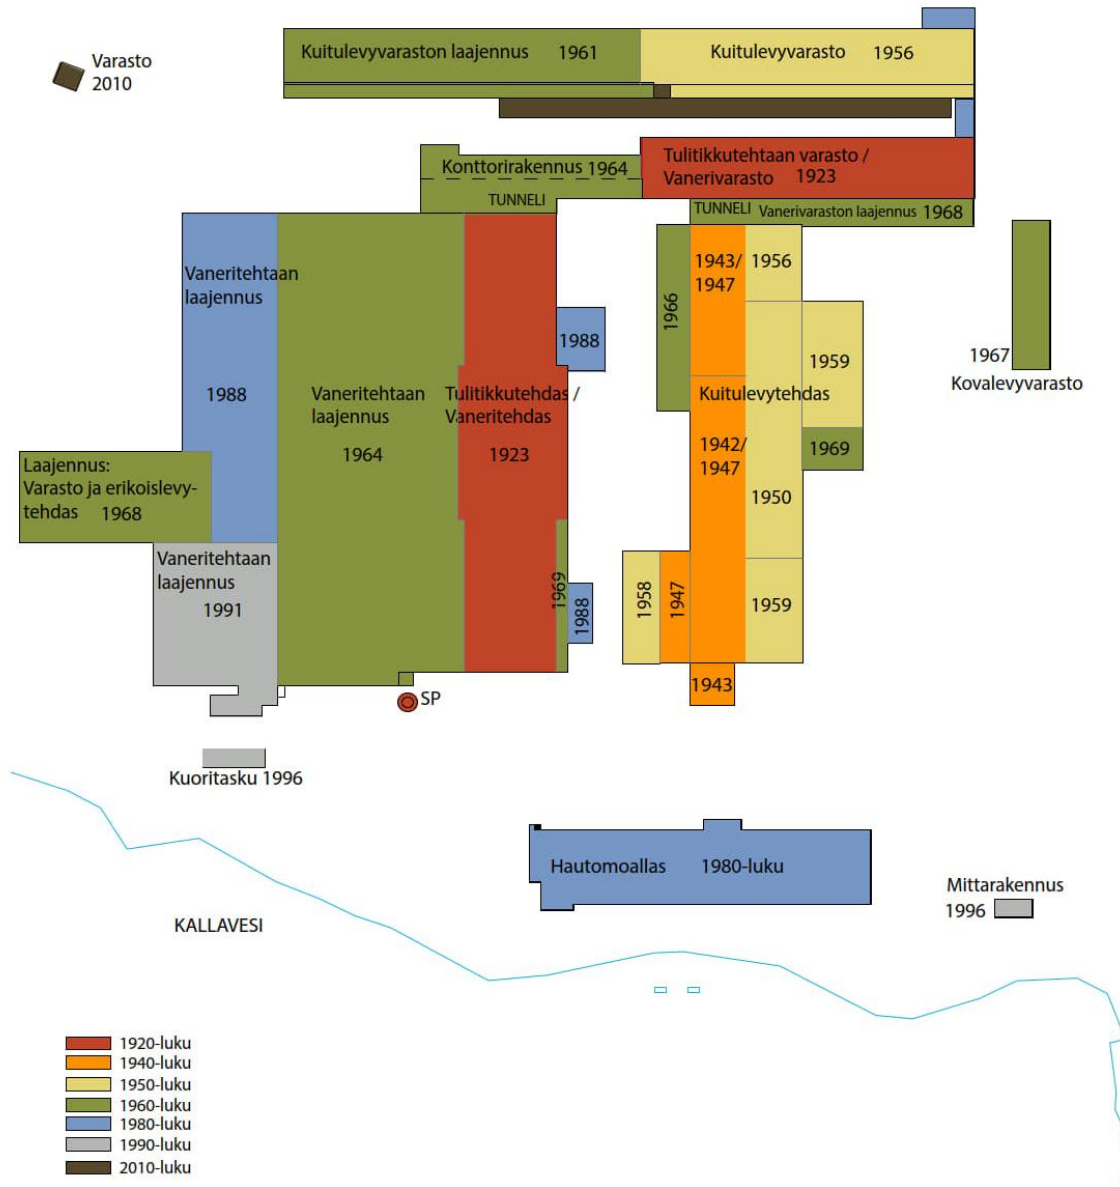 Varasto
2010
Kuitulevyvaraston laajennus 1961
Kuitulevyvarasto 1956
Konttorirakennus 1964
TUNNELI
Tulitikkutehtaan varasto /
Vanerivarasto 1923
TUNNELI Vanerivaraston laajennus 1968
Vaneritehtaan
laajennus
1988
Vaneritehtaan
laajennus
1964
Tulitikkutehdas /
Vaneritehdas
1923
1988
1966
1943/
1947
1956
1959
Kuitulevytehdas
1942/
1947
1969
1950
1967
Kovalevyvarasto
Laajennus:
Varasto ja erikoislevy-
tehdas 1968
Vaneritehtaan
laajennus
1991
1969
1988
1958
1947
1959
1943
SP
Kuoritasku 1996
Hautomoallas 1980-luku
Mittarakennus
1996
KALLAVESI
1920-luku
1940-luku
1950-luku
1960-luku
1980-luku
1990-luku
2010-luku